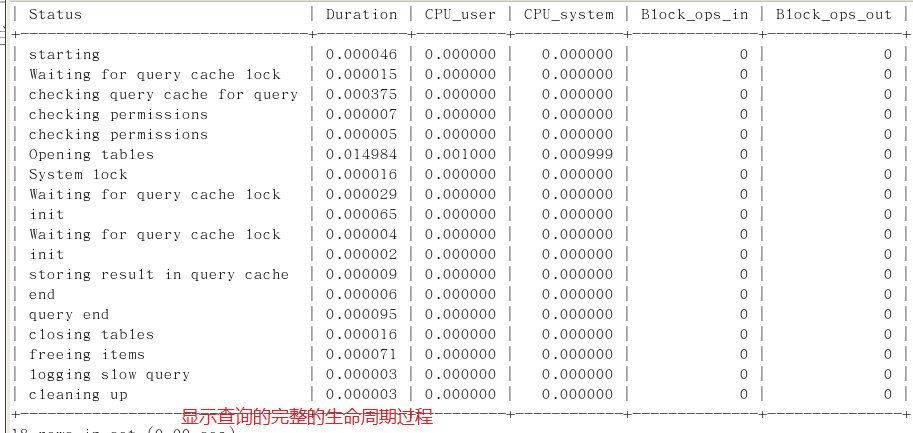 | Status | Duration | CPU_user | CPU_system | Block_ops_in | Block_ops_out |
| starting | 0.000046 | 0.000000 | 0.000000 | 0 | 0 |
| Waiting for query cache lock | 0.000015 | 0.000000 | 0.000000 | 0 | 0 |
| checking query cache for query | 0.000375 | 0.000000 | 0.000000 | 0 | 0 |
| checking permissions | 0.000007 | 0.000000 | 0.000000 | 0 | 0 |
| checking permissions | 0.000005 | 0.000000 | 0.000000 | 0 | 0 |
| Opening tables | 0.014984 | 0.001000 | 0.000999 | 0 | 0 |
| System lock | 0.000016 | 0.000000 | 0.000000 | 0 | 0 |
| Waiting for query cache lock | 0.000029 | 0.000000 | 0.000000 | 0 | 0 |
| init | 0.000065 | 0.000000 | 0.000000 | 0 | 0 |
| Waiting for query cache lock | 0.000004 | 0.000000 | 0.000000 | 0 | 0 |
| init | 0.000002 | 0.000000 | 0.000000 | 0 | 0 |
| storing result in query cache | 0.000009 | 0.000000 | 0.000000 | 0 | 0 |
| end | 0.000006 | 0.000000 | 0.000000 | 0 | 0 |
| query end | 0.000095 | 0.000000 | 0.000000 | 0 | 0 |
| closing tables | 0.000016 | 0.000000 | 0.000000 | 0 | 0 |
| freeing items | 0.000071 | 0.000000 | 0.000000 | 0 | 0 |
| logging slow query | 0.000003 | 0.000000 | 0.000000 | 0 | 0 |
| cleaning up | 0.000003 | 0.000000 | 0.000000 | 0 | 0 |
显示查询的完整的生命周期过程
18 rows in set (0.00 sec)